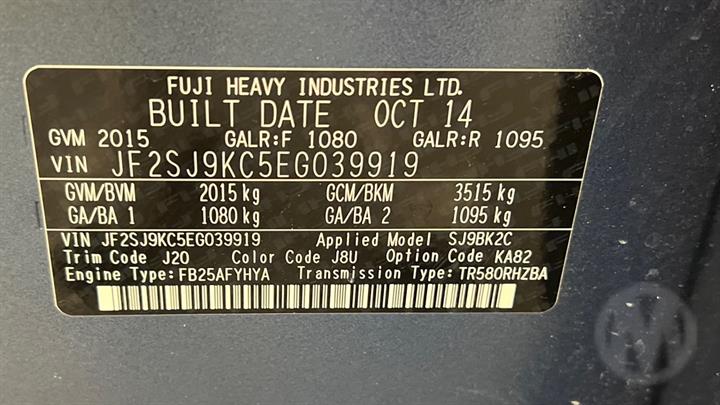 FUJI HEAVY INDUSTRIES LTD.
BUILT DATE OCT 14
GVM 2015 GALR:F 1080 GALR:R 1095
VIN JF2SJ9KC5EG039919
GVM/BVM 2015 kg GCM/BKM 3515 kg
GA/BA 1 1080 kg GA/BA 2 1095 kg
VIN JF2SJ9KC5EG039919 Applied Model SJ9BK2C
Trim Code J20 Color Code J8U Option Code KA82
Engine Type:FB25AFYHYA Transmission Type:TR580RHZBA